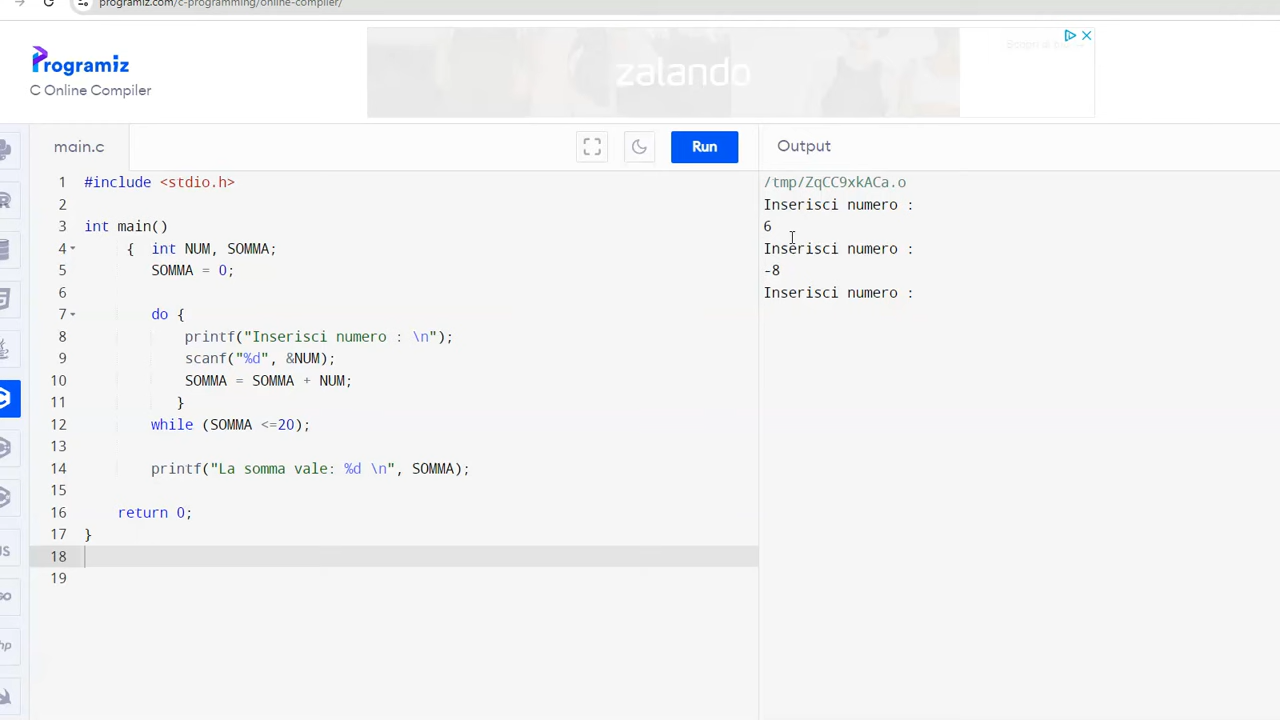 programiz.com/c-programming/online-compiler/
Programiz
C Online Compiler
zalando
main.c
Run
Output
1 #include <stdio.h>
2
3 int main()
4 { int NUM, SOMMA;
5 SOMMA = 0;
6
7 do {
8 printf("Inserisci numero : \n");
9 scanf("%d", &NUM);
10 SOMMA = SOMMA + NUM;
11 }
12 while (SOMMA <=20);
13
14 printf("La somma vale: %d \n", SOMMA);
15
16 return 0;
17 }
18
19
/tmp/ZqCC9xkACa.o
Inserisci numero :
6
Inserisci numero :
-8
Inserisci numero :